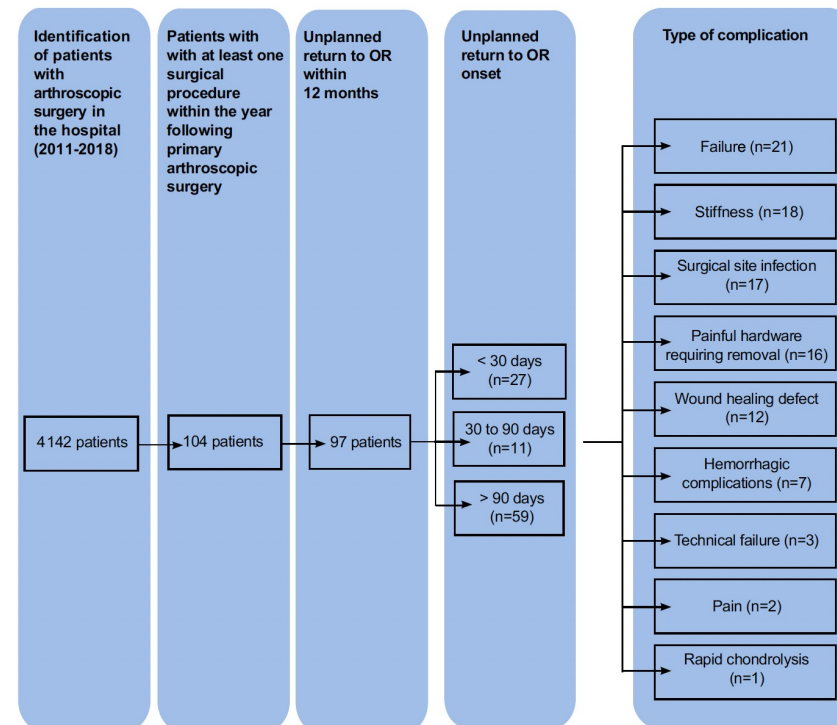 Identification
of patients
with
arthroscopic
surgery in
the hospital
(2011-2018)
Patients with
with at least one
surgical
procedure
within the year
following
primary
arthroscopic
surgery
Unplanned
return to OR
within
12 months
Unplanned
return to OR
onset
Type of complication
4 142 patients
104 patients
97 patients
< 30 days
(n=27)
30 to 90 days
(n=11)
> 90 days
(n=59)
Failure (n=21)
Stiffness (n=18)
Surgical site infection
(n=17)
Painful hardware
requiring removal (n=16)
Wound healing defect
(n=12)
Hemorrhagic
complications (n=7)
Technical failure (n=3)
Pain (n=2)
Rapid chondrolysis
(n=1)